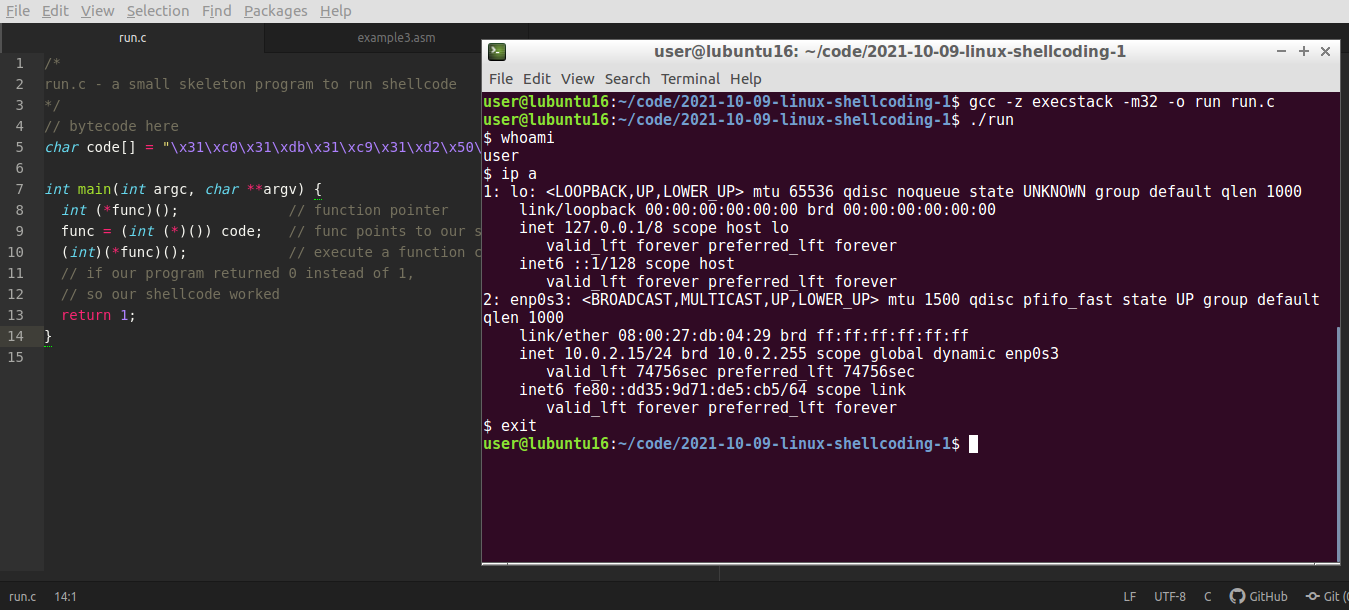 File Edit View Selection Find Packages Help
run.c example3.asm
1 /*
2 run.c - a small skeleton program to run shellcode
3 */
4 // bytecode here
5 char code[] = "\x31\xc0\x31\xdb\x31\xc9\x31\xd2\x50\
6
7 int main(int argc, char **argv) {
8 int (*func)(); // function pointer
9 func = (int (*)()) code; // func points to our s
10 (int)(*func)(); // execute a function c
11 // if our program returned 0 instead of 1,
12 // so our shellcode worked
13 return 1;
14 }
15
user@lubuntu16: ~/code/2021-10-09-linux-shellcoding-1
File Edit View Search Terminal Help
user@lubuntu16:~/code/2021-10-09-linux-shellcoding-1$ gcc -z execstack -m32 -o run run.c
user@lubuntu16:~/code/2021-10-09-linux-shellcoding-1$ ./run
$ whoami
user
$ ip a
1: lo: <LOOPBACK,UP,LOWER_UP> mtu 65536 qdisc noqueue state UNKNOWN group default qlen 1000
link/loopback 00:00:00:00:00:00 brd 00:00:00:00:00:00
inet 127.0.0.1/8 scope host lo
valid_lft forever preferred_lft forever
inet6 ::1/128 scope host
valid_lft forever preferred_lft forever
2: enp0s3: <BROADCAST,MULTICAST,UP,LOWER_UP> mtu 1500 qdisc pfifo_fast state UP group default
qlen 1000
link/ether 08:00:27:db:04:29 brd ff:ff:ff:ff:ff:ff
inet 10.0.2.15/24 brd 10.0.2.255 scope global dynamic enp0s3
valid_lft 74756sec preferred_lft 74756sec
inet6 fe80::dd35:9d71:de5:cb5/64 scope link
valid_lft forever preferred_lft forever
$ exit
user@lubuntu16:~/code/2021-10-09-linux-shellcoding-1$
run.c 14:1 LF UTF-8 C GitHub Git (